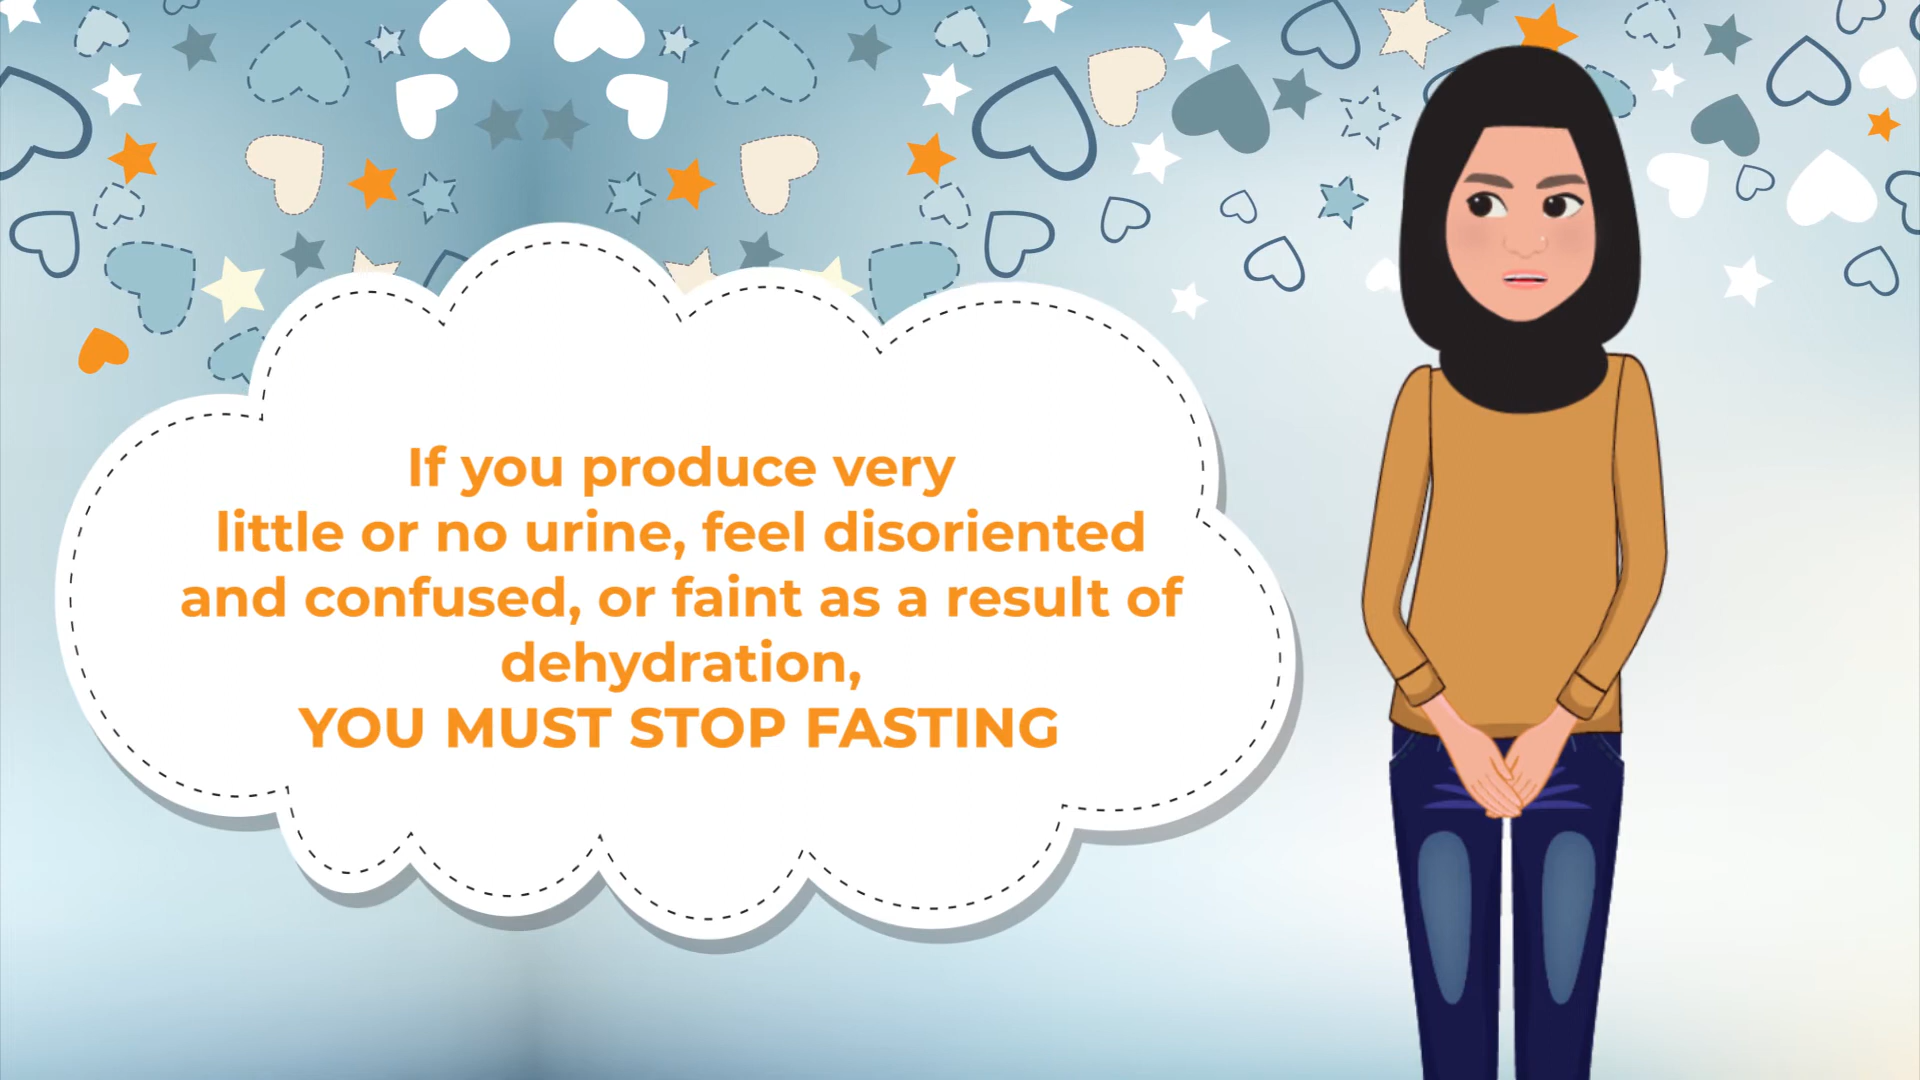 If you produce very
little or no urine, feel disoriented
and confused, or faint as a result of
dehydration,
YOU MUST STOP FASTING